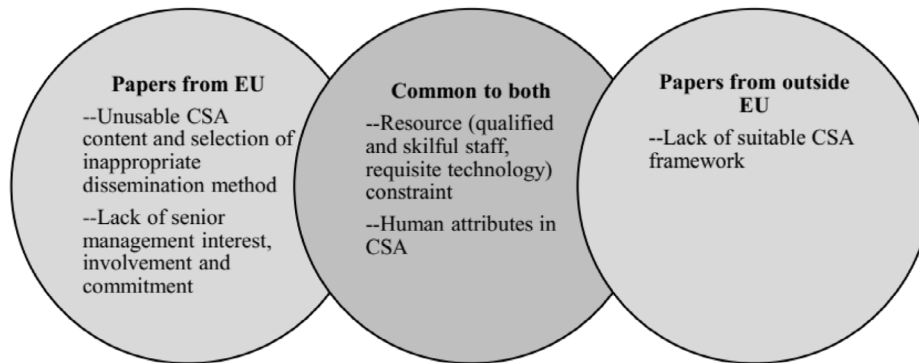 Papers from EU
--Unusable CSA
content and selection of
inappropriate
dissemination method
--Lack of senior
management interest,
involvement and
commitment
Common to both
--Resource (qualified
and skilful staff,
requisite technology)
constraint
--Human attributes in
CSA
Papers from outside
EU
--Lack of suitable CSA
framework